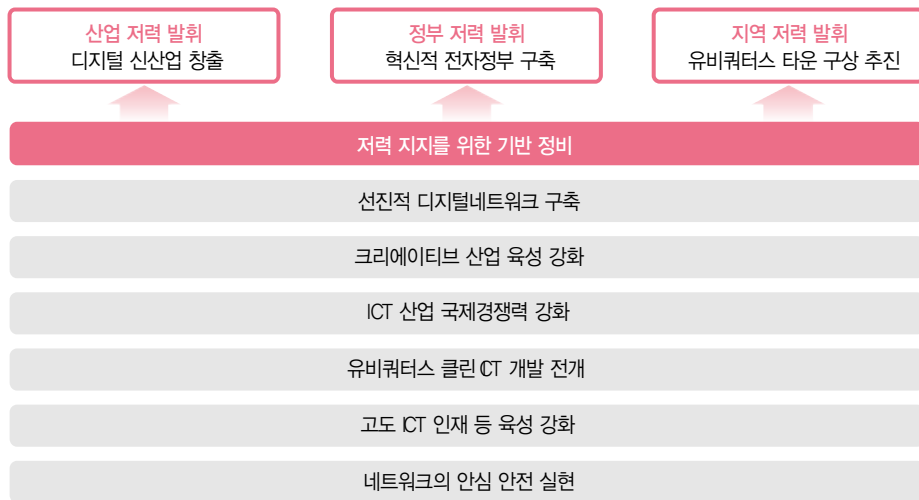 산업 저력 발휘
디지털 신산업 창출
정부 저력 발휘
혁신적 전자정부 구축
지역 저력 발휘
유비쿼터스 타운 구상 추진
저력 지지를 위한 기반 정비
선진적 디지털네트워크 구축
크리에이티브 산업 육성 강화
ICT 산업 국제경쟁력 강화
유비쿼터스 클린 ICT 개발 전개
고도 ICT 인재 등 육성 강화
네트워크의 안심 안전 실현